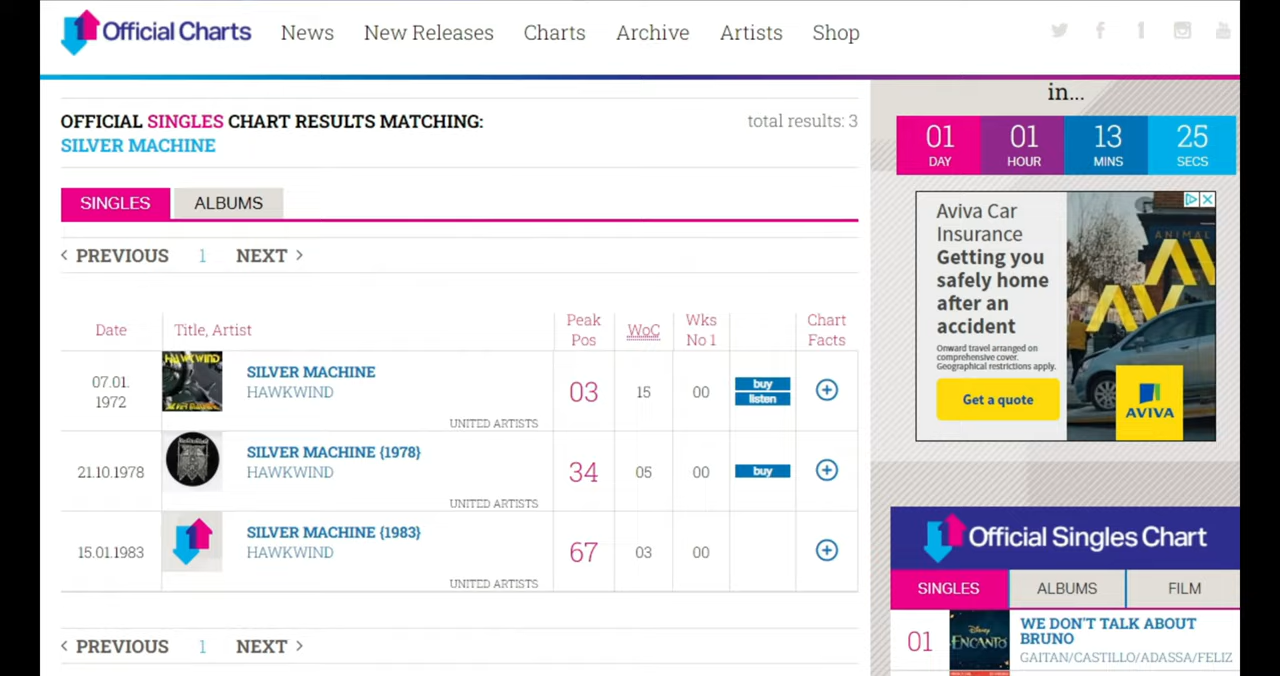 Official Charts
News New Releases Charts Archive Artists Shop
OFFICIAL SINGLES CHART RESULTS MATCHING:
SILVER MACHINE
total results: 3
SINGLES ALBUMS
PREVIOUS 1 NEXT
Date Title, Artist Peak Pos WoC Wks No 1 Chart Facts
07.01.
1972
HAWKWIND
SILVER MACHINE
HAWKWIND
UNITED ARTISTS
03 15 00
buy
listen
21.10.1978
SILVER MACHINE {1978}
HAWKWIND
UNITED ARTISTS
34 05 00
buy
15.01.1983
SILVER MACHINE {1983}
HAWKWIND
UNITED ARTISTS
67 03 00
PREVIOUS 1 NEXT
in...
01 01 13 25
DAY HOUR MINS SECS
Aviva Car
Insurance
Getting you
safely home
after an
accident
Onward travel arranged on
comprehensive cover.
Geographical restrictions apply.
Get a quote
ANIMAL
AVIVA
Official Singles Chart
SINGLES ALBUMS FILM
01
Disney
ENCANTO
WE DON'T TALK ABOUT
BRUNO
GAITAN/CASTILLO/ADASSA/FELIZ